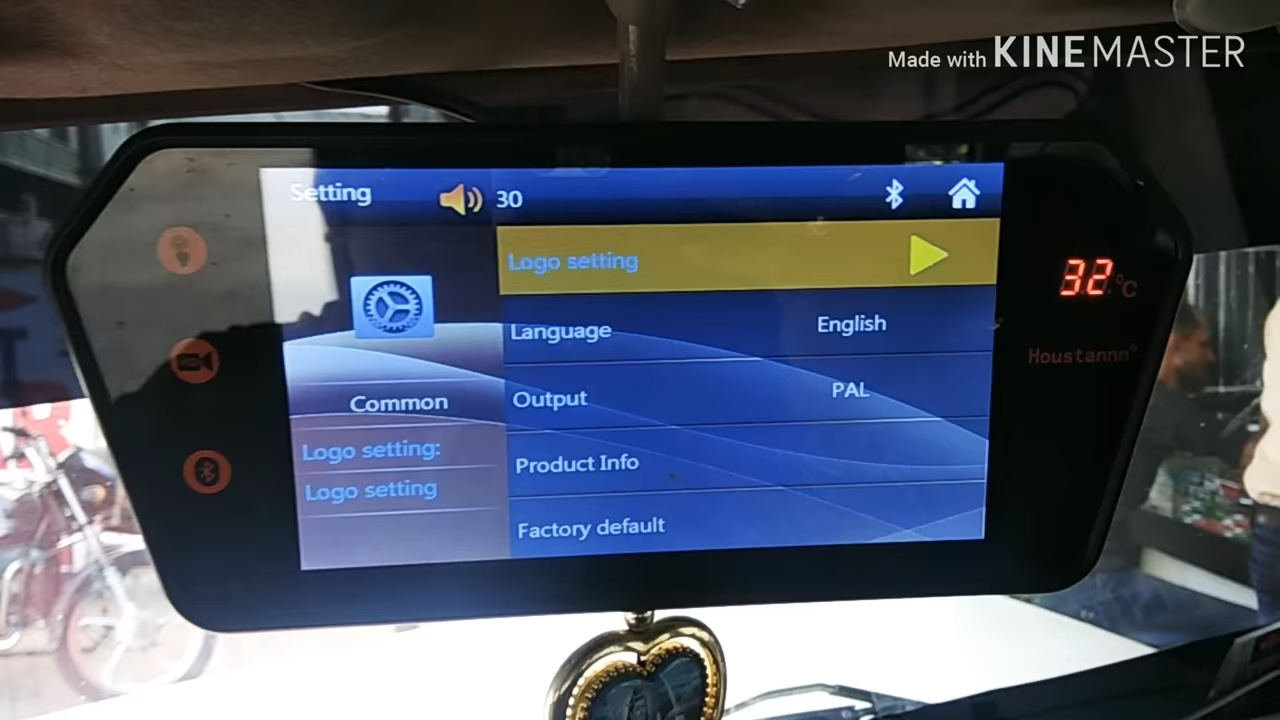 Made with KINEMASTER
Setting 30
Logo setting
Language English
Output PAL
Product Info
Factory default
Common
Logo setting:
Logo setting
32 °C
Houstannn®